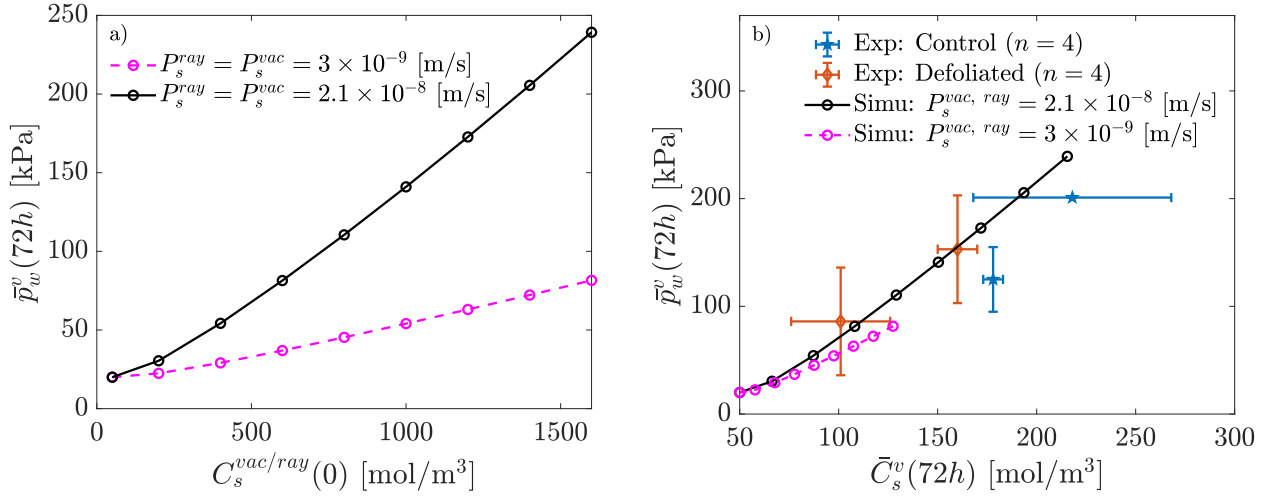 a)
P_s^{ray} = P_s^{vac} = 3 × 10^{-9} [m/s]
P_s^{ray} = P_s^{vac} = 2.1 × 10^{-8} [m/s]
250
200
150
100
50
0
p̄_w^v(72h) [kPa]
0 500 1000 1500
C_s^{vac/ray}(0) [mol/m³]
b)
Exp: Control (n = 4)
Exp: Defoliated (n = 4)
Simu: P_s^{vac, ray} = 2.1 × 10^{-8} [m/s]
Simu: P_s^{vac, ray} = 3 × 10^{-9} [m/s]
300
200
100
0
p̄_w^v(72h) [kPa]
50 100 150 200 250 300
C̄_s^v(72h) [mol/m³]